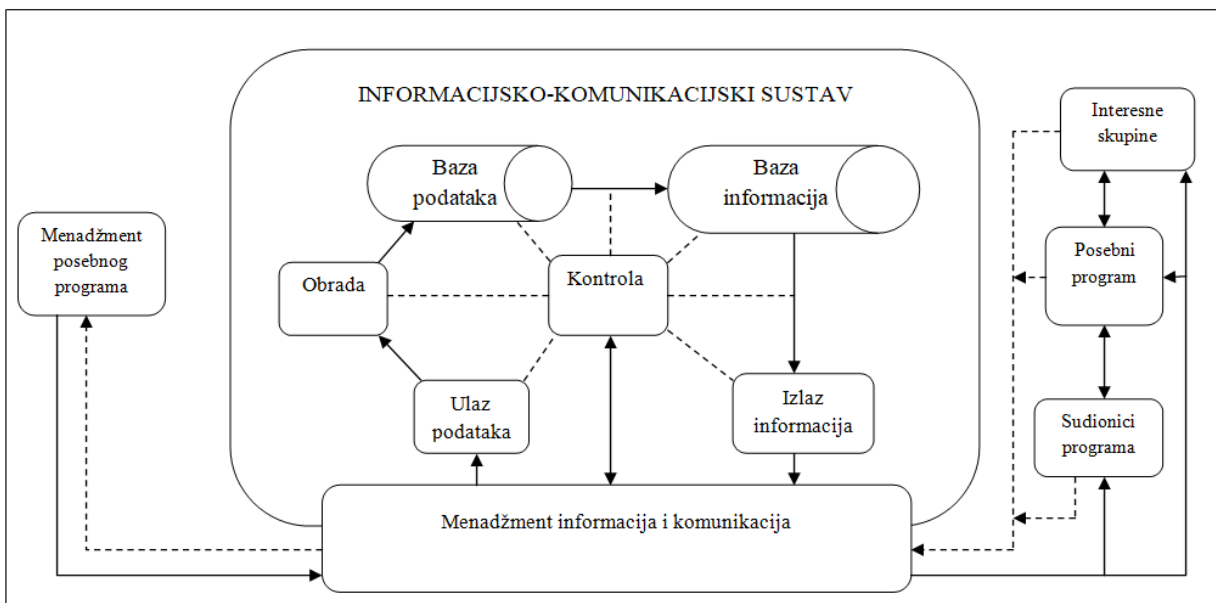 INFORMACIJSKO-KOMUNIKACIJSKI SUSTAV
Baza
podataka
Baza
informacija
Interesne
skupine
Menadžment
posebnog
programa
Obrada
Kontrola
Posebni
program
Ulaz
podataka
Izlaz
informacija
Sudionici
programa
Menadžment informacija i komunikacija